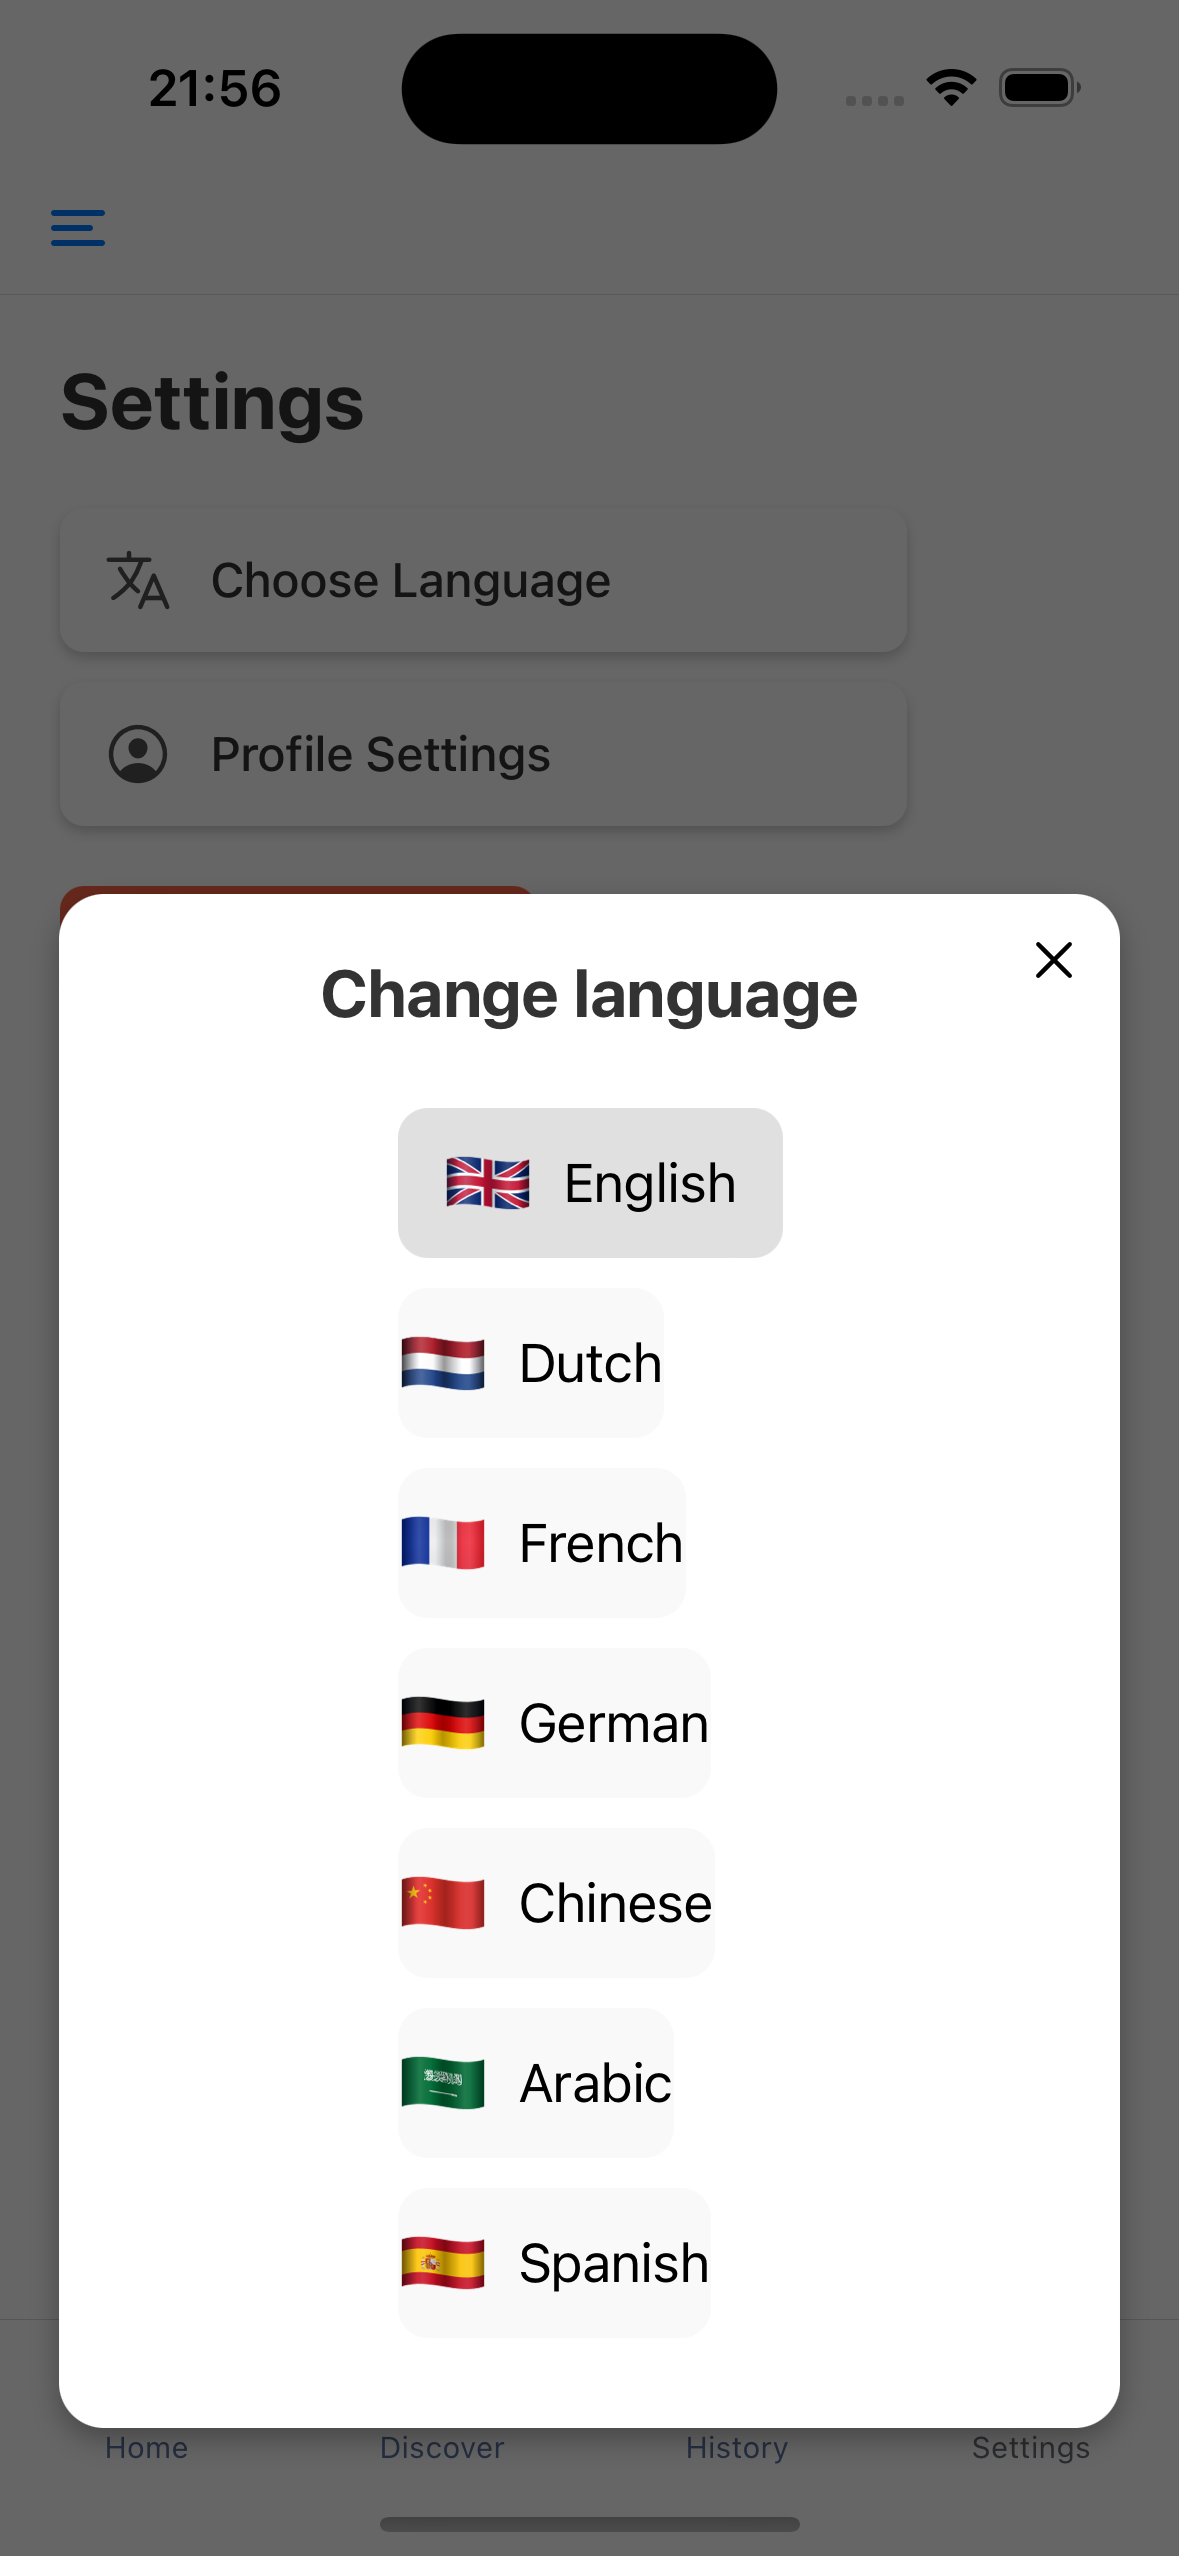 21:56
Settings
Choose Language
Profile Settings
Change language
English
Dutch
French
German
Chinese
Arabic
Spanish
Home
Discover
History
Settings